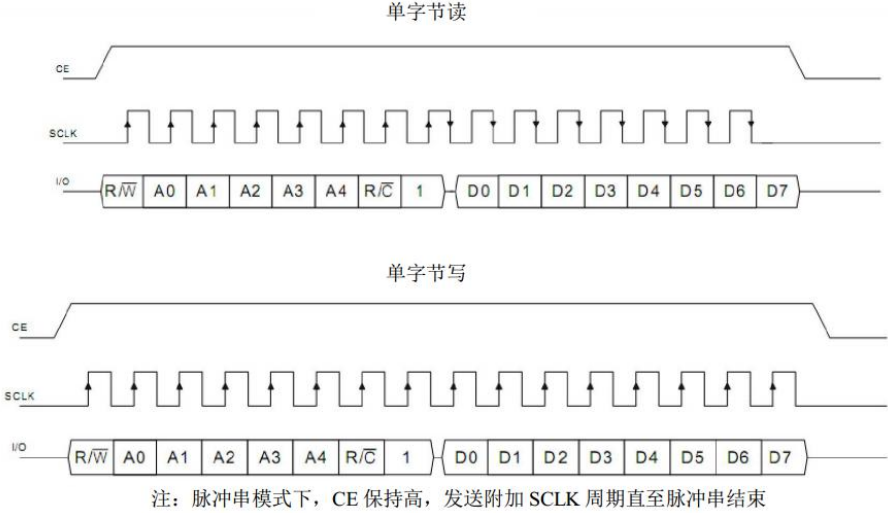 单字节读
CE
SCLK
I/O R/W̅ A0 A1 A2 A3 A4 R/C̅ 1 D0 D1 D2 D3 D4 D5 D6 D7
单字节写
CE
SCLK
I/O R/W̅ A0 A1 A2 A3 A4 R/C̅ 1 D0 D1 D2 D3 D4 D5 D6 D7
注：脉冲串模式下，CE 保持高，发送附加 SCLK 周期直至脉冲串结束